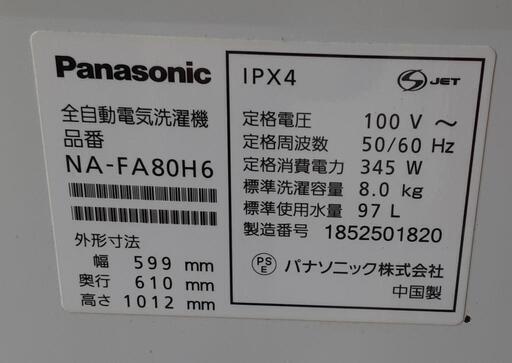 Panasonic
全自動電気洗濯機
品番
NA-FA80H6
外形寸法
幅 599 mm
奥行 610 mm
高さ 1012 mm
IPX4
S JET
定格電圧 100 V ～
定格周波数 50/60 Hz
定格消費電力 345 W
標準洗濯容量 8.0 kg
標準使用水量 97 L
製造番号 1852501820
PS
E
パナソニック株式会社
中国製